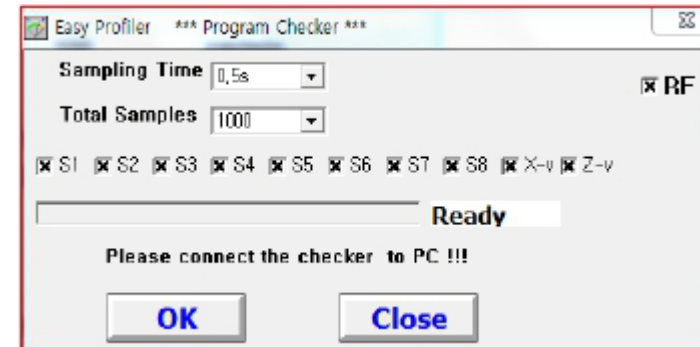 Easy Profiler *** Program Checker ***
Sampling Time 0,5s
RF
Total Samples 1000
S1 S2 S3 S4 S5 S6 S7 S8 X-v Z-v
Ready
Please connect the checker to PC !!!
OK Close